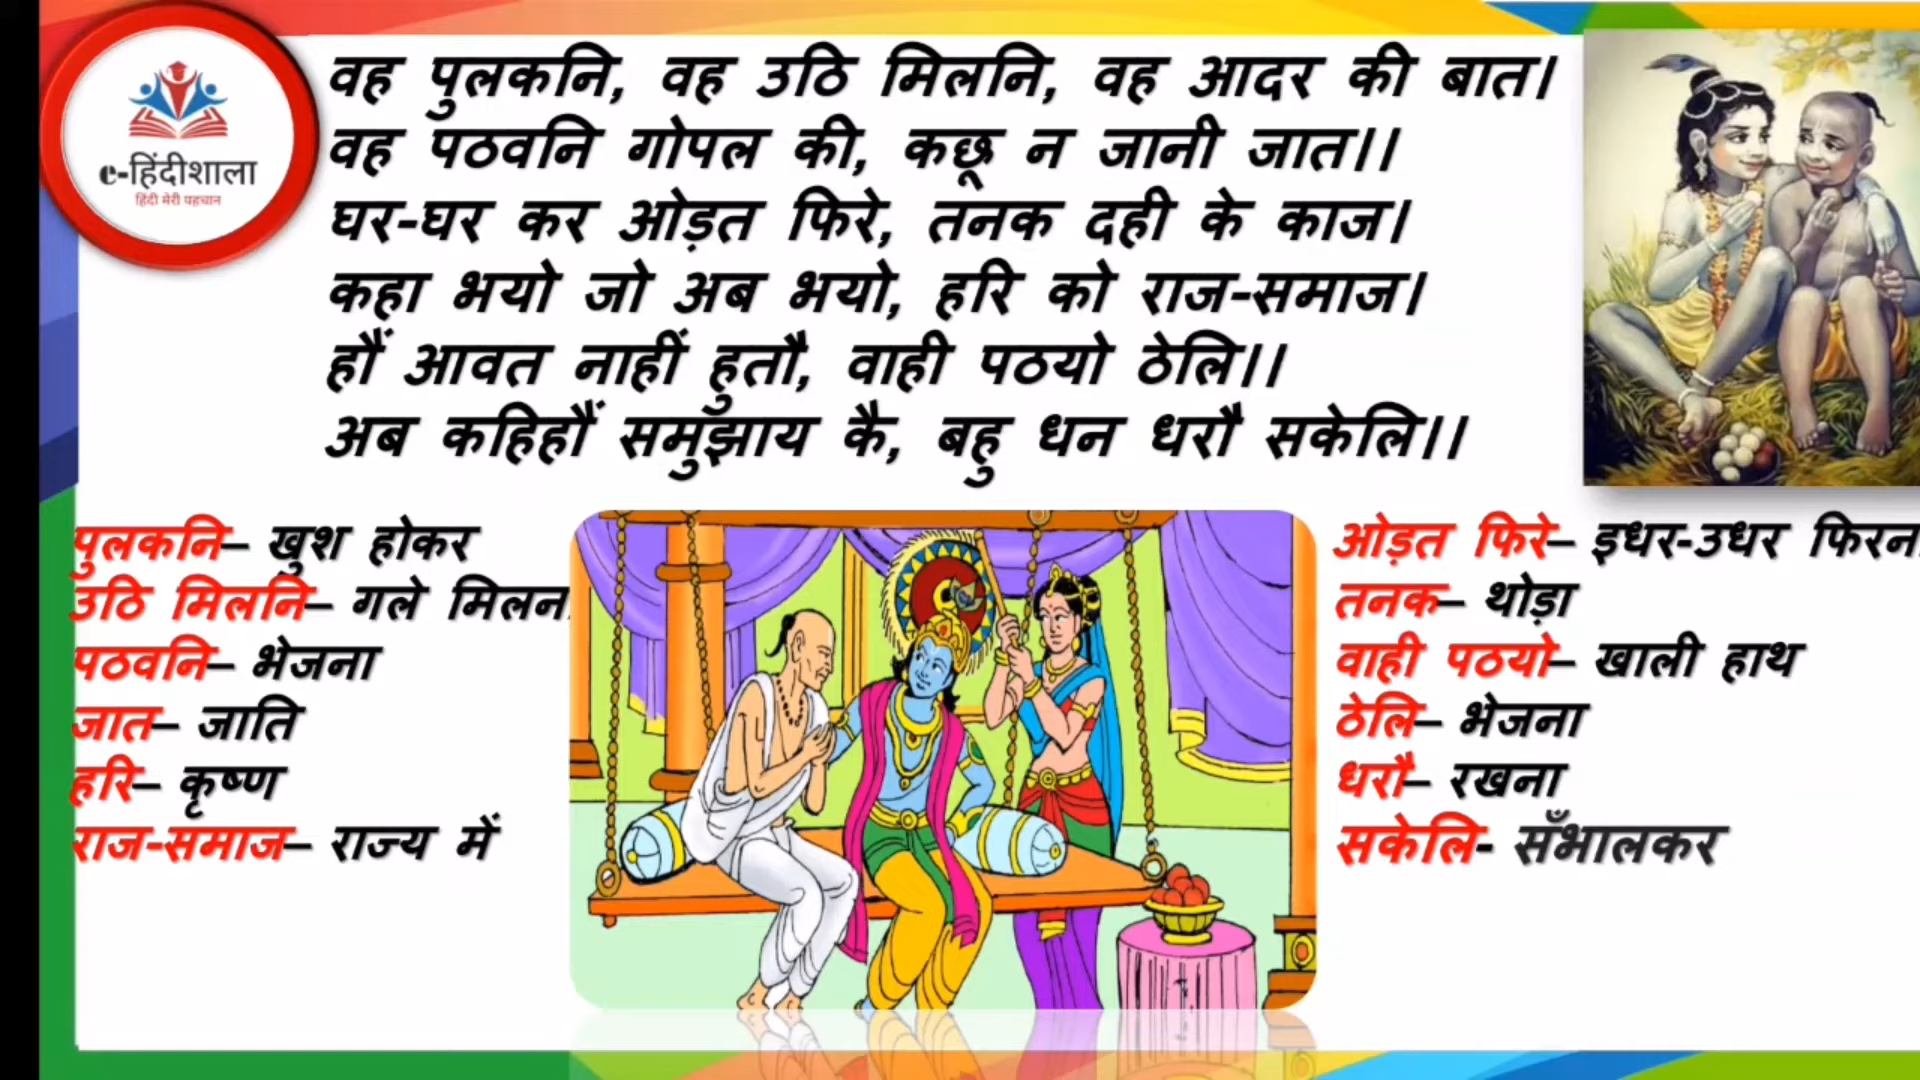 e-हिंदीशाला
हिंदी मेरी पहचान
वह पुलकनि, वह उठि मिलनि, वह आदर की बात।
वह पठवनि गोपल की, कछू न जानी जात।।
घर-घर कर ओड़त फिरे, तनक दही के काज।
कहा भयो जो अब भयो, हरि को राज-समाज।
हौं आवत नाहीं हुतौ, वाही पठयो ठेलि।।
अब कहिहौं समुझाय कै, बहु धन धरौ सकेलि।।
पुलकनि– खुश होकर
उठि मिलनि– गले मिलना
पठवनि– भेजना
जात– जाति
हरि– कृष्ण
राज-समाज– राज्य में
ओड़त फिरे– इधर-उधर फिरना
तनक– थोड़ा
वाही पठयो– खाली हाथ
ठेलि– भेजना
धरौ– रखना
सकेलि- सँभालकर